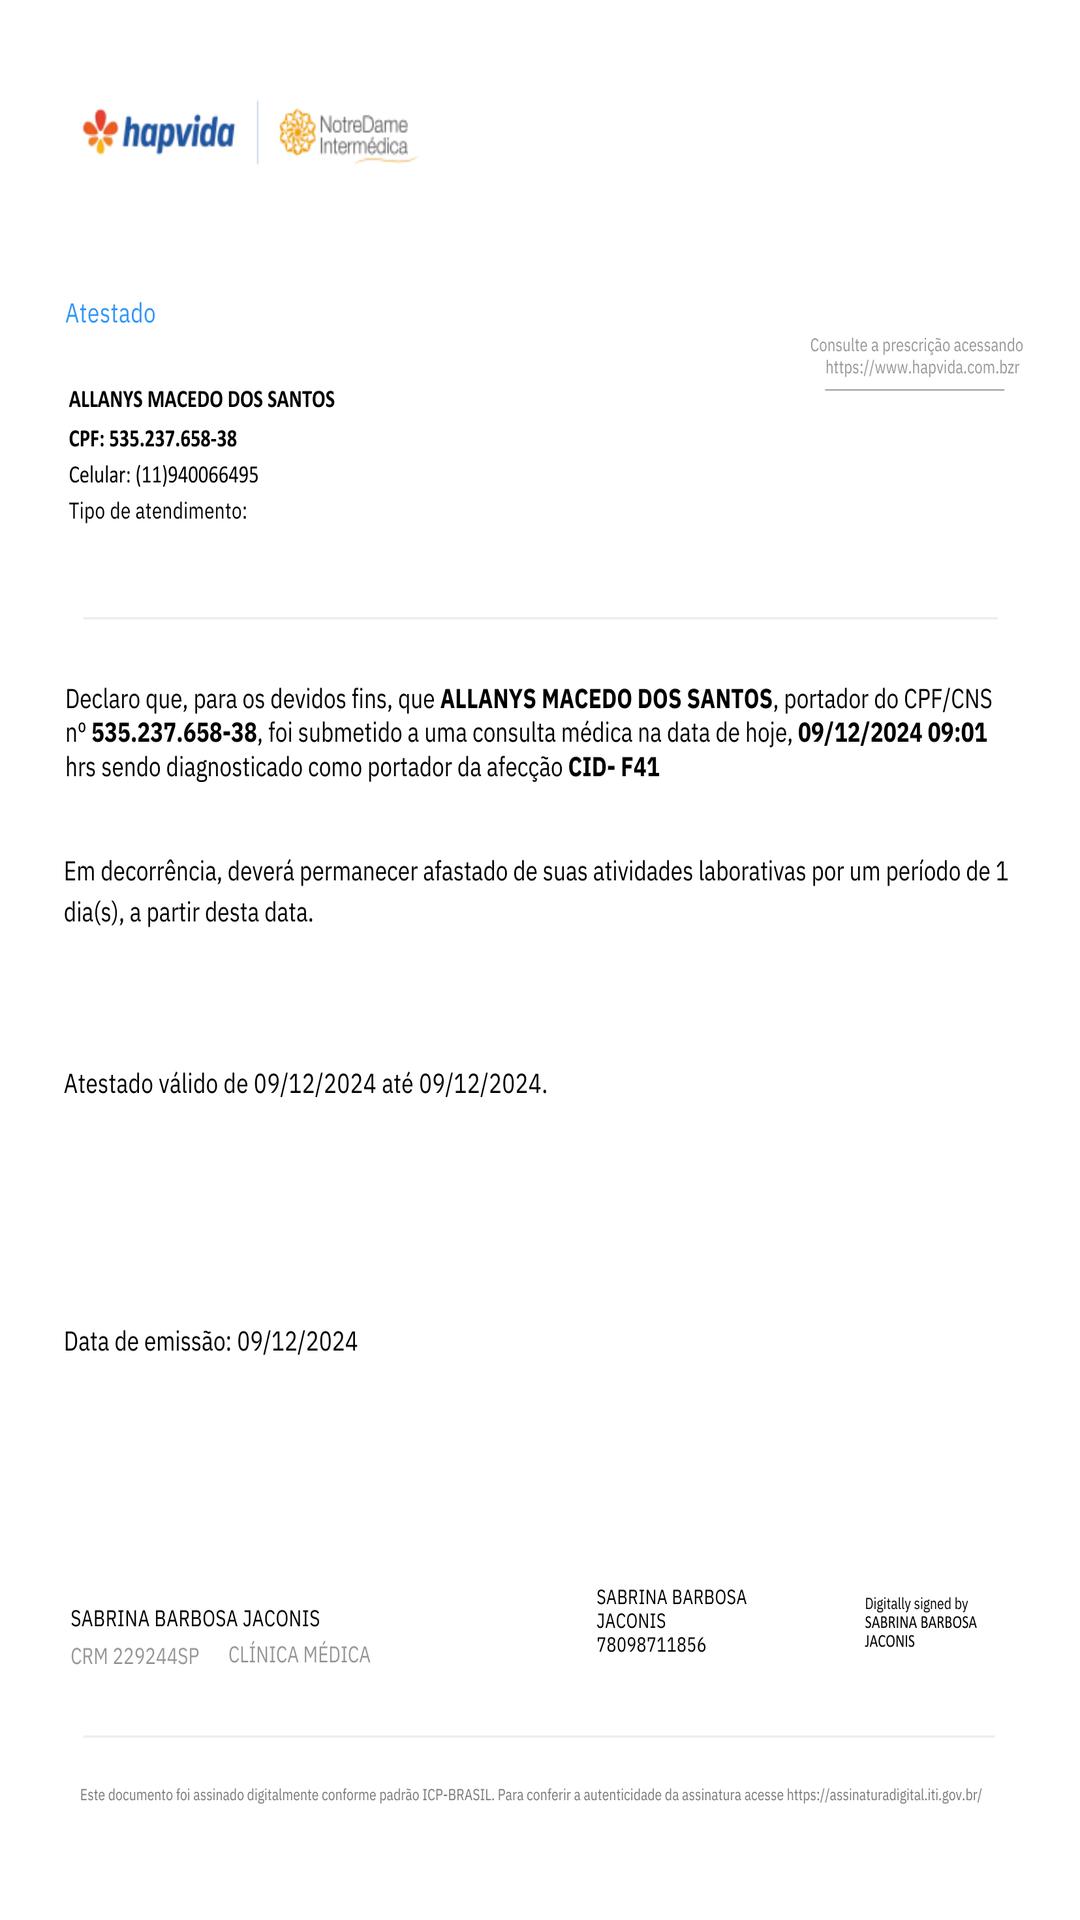 hapvida
NotreDame
Intermédica
Atestado
Consulte a prescrição acessando
https://www.hapvida.com.bzr
ALLANYS MACEDO DOS SANTOS
CPF: 535.237.658-38
Celular: (11)940066495
Tipo de atendimento:
Declaro que, para os devidos fins, que ALLANYS MACEDO DOS SANTOS, portador do CPF/CNS
nº 535.237.658-38, foi submetido a uma consulta médica na data de hoje, 09/12/2024 09:01
hrs sendo diagnosticado como portador da afecção CID- F41
Em decorrência, deverá permanecer afastado de suas atividades laborativas por um período de 1
dia(s), a partir desta data.
Atestado válido de 09/12/2024 até 09/12/2024.
Data de emissão: 09/12/2024
SABRINA BARBOSA JACONIS
CRM 229244SP CLÍNICA MÉDICA
SABRINA BARBOSA
JACONIS
78098711856
Digitally signed by
SABRINA BARBOSA
JACONIS
Este documento foi assinado digitalmente conforme padrão ICP-BRASIL. Para conferir a autenticidade da assinatura acesse https://assinaturadigital.iti.gov.br/